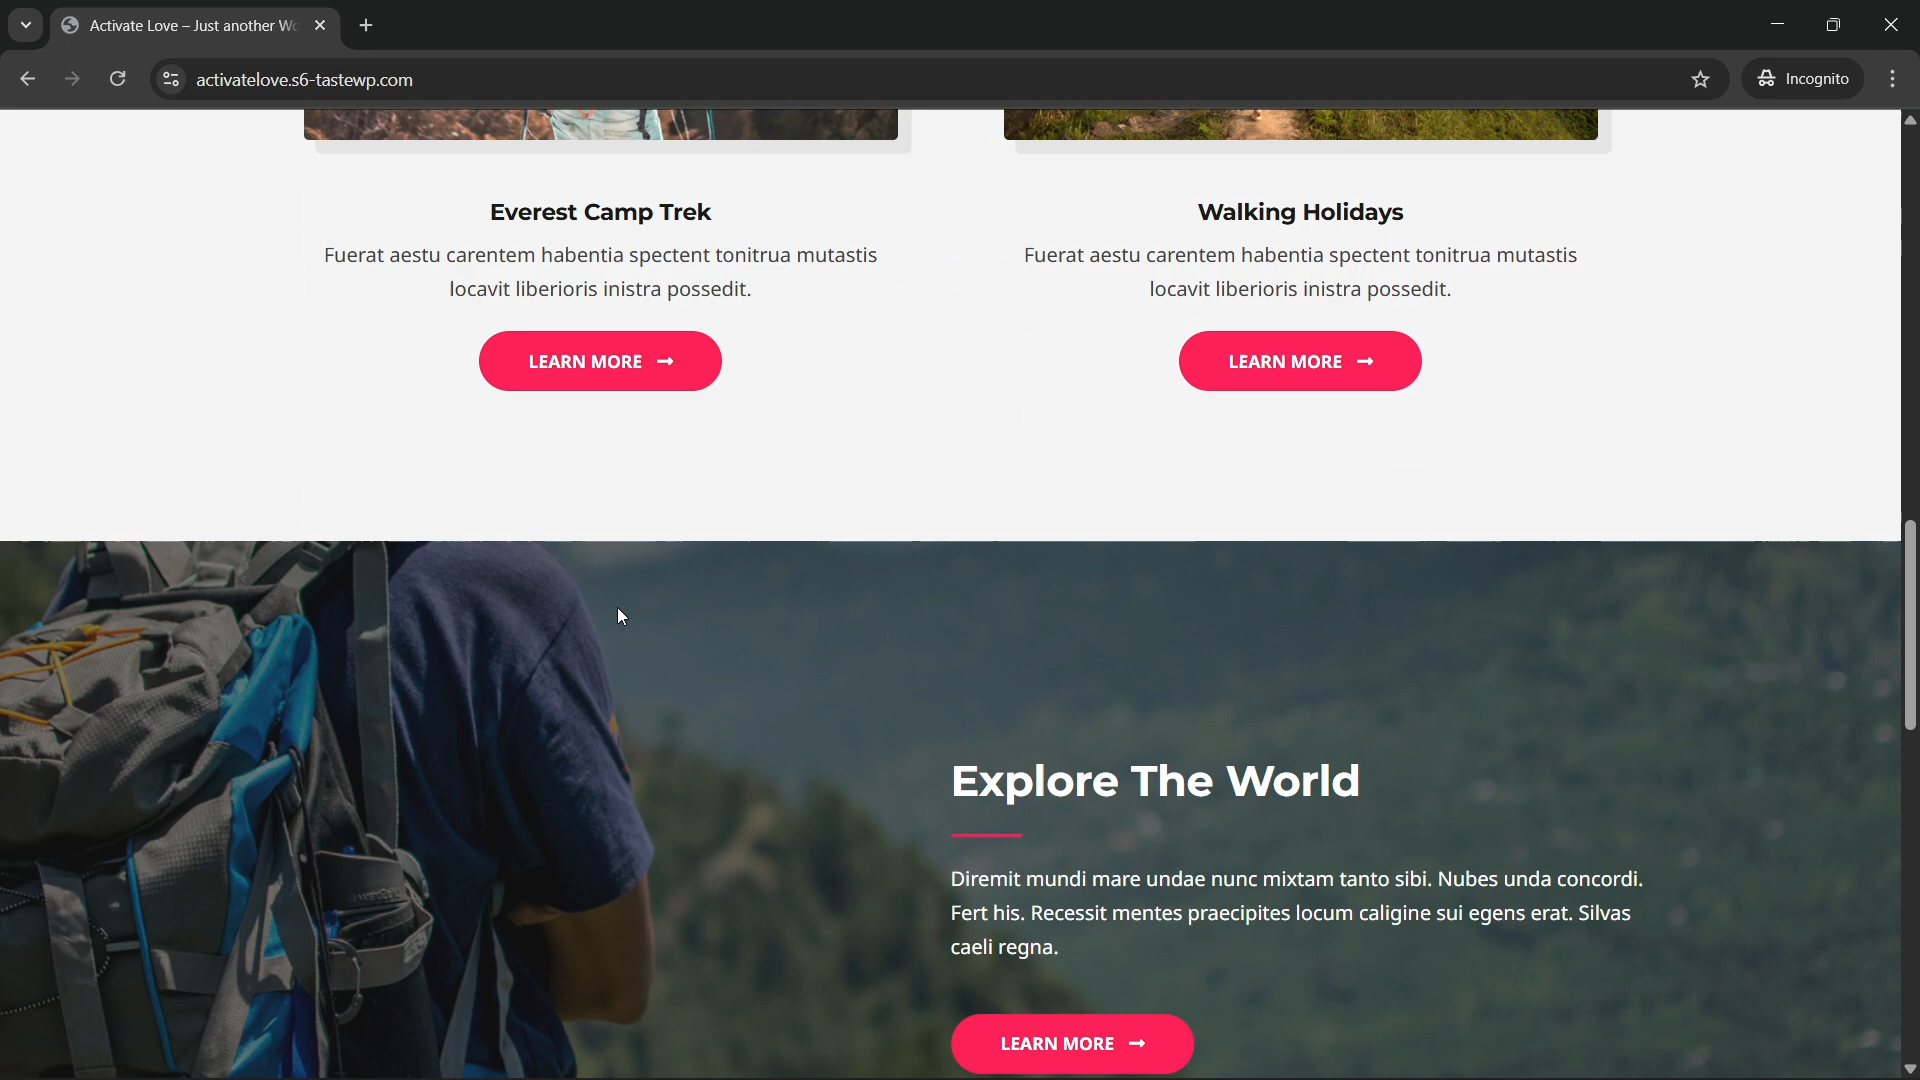 Activate Love – Just another Wo
activatelove.s6-tastewp.com
Incognito
Everest Camp Trek
Fuerat aestu carentem habentia spectent tonitrua mutastis
locavit liberioris inistra possedit.
LEARN MORE →
Walking Holidays
Fuerat aestu carentem habentia spectent tonitrua mutastis
locavit liberioris inistra possedit.
LEARN MORE →
Explore The World
Diremit mundi mare undae nunc mixtam tanto sibi. Nubes unda concordi.
Fert his. Recessit mentes praecipites locum caligine sui egens erat. Silvas
caeli regna.
LEARN MORE →